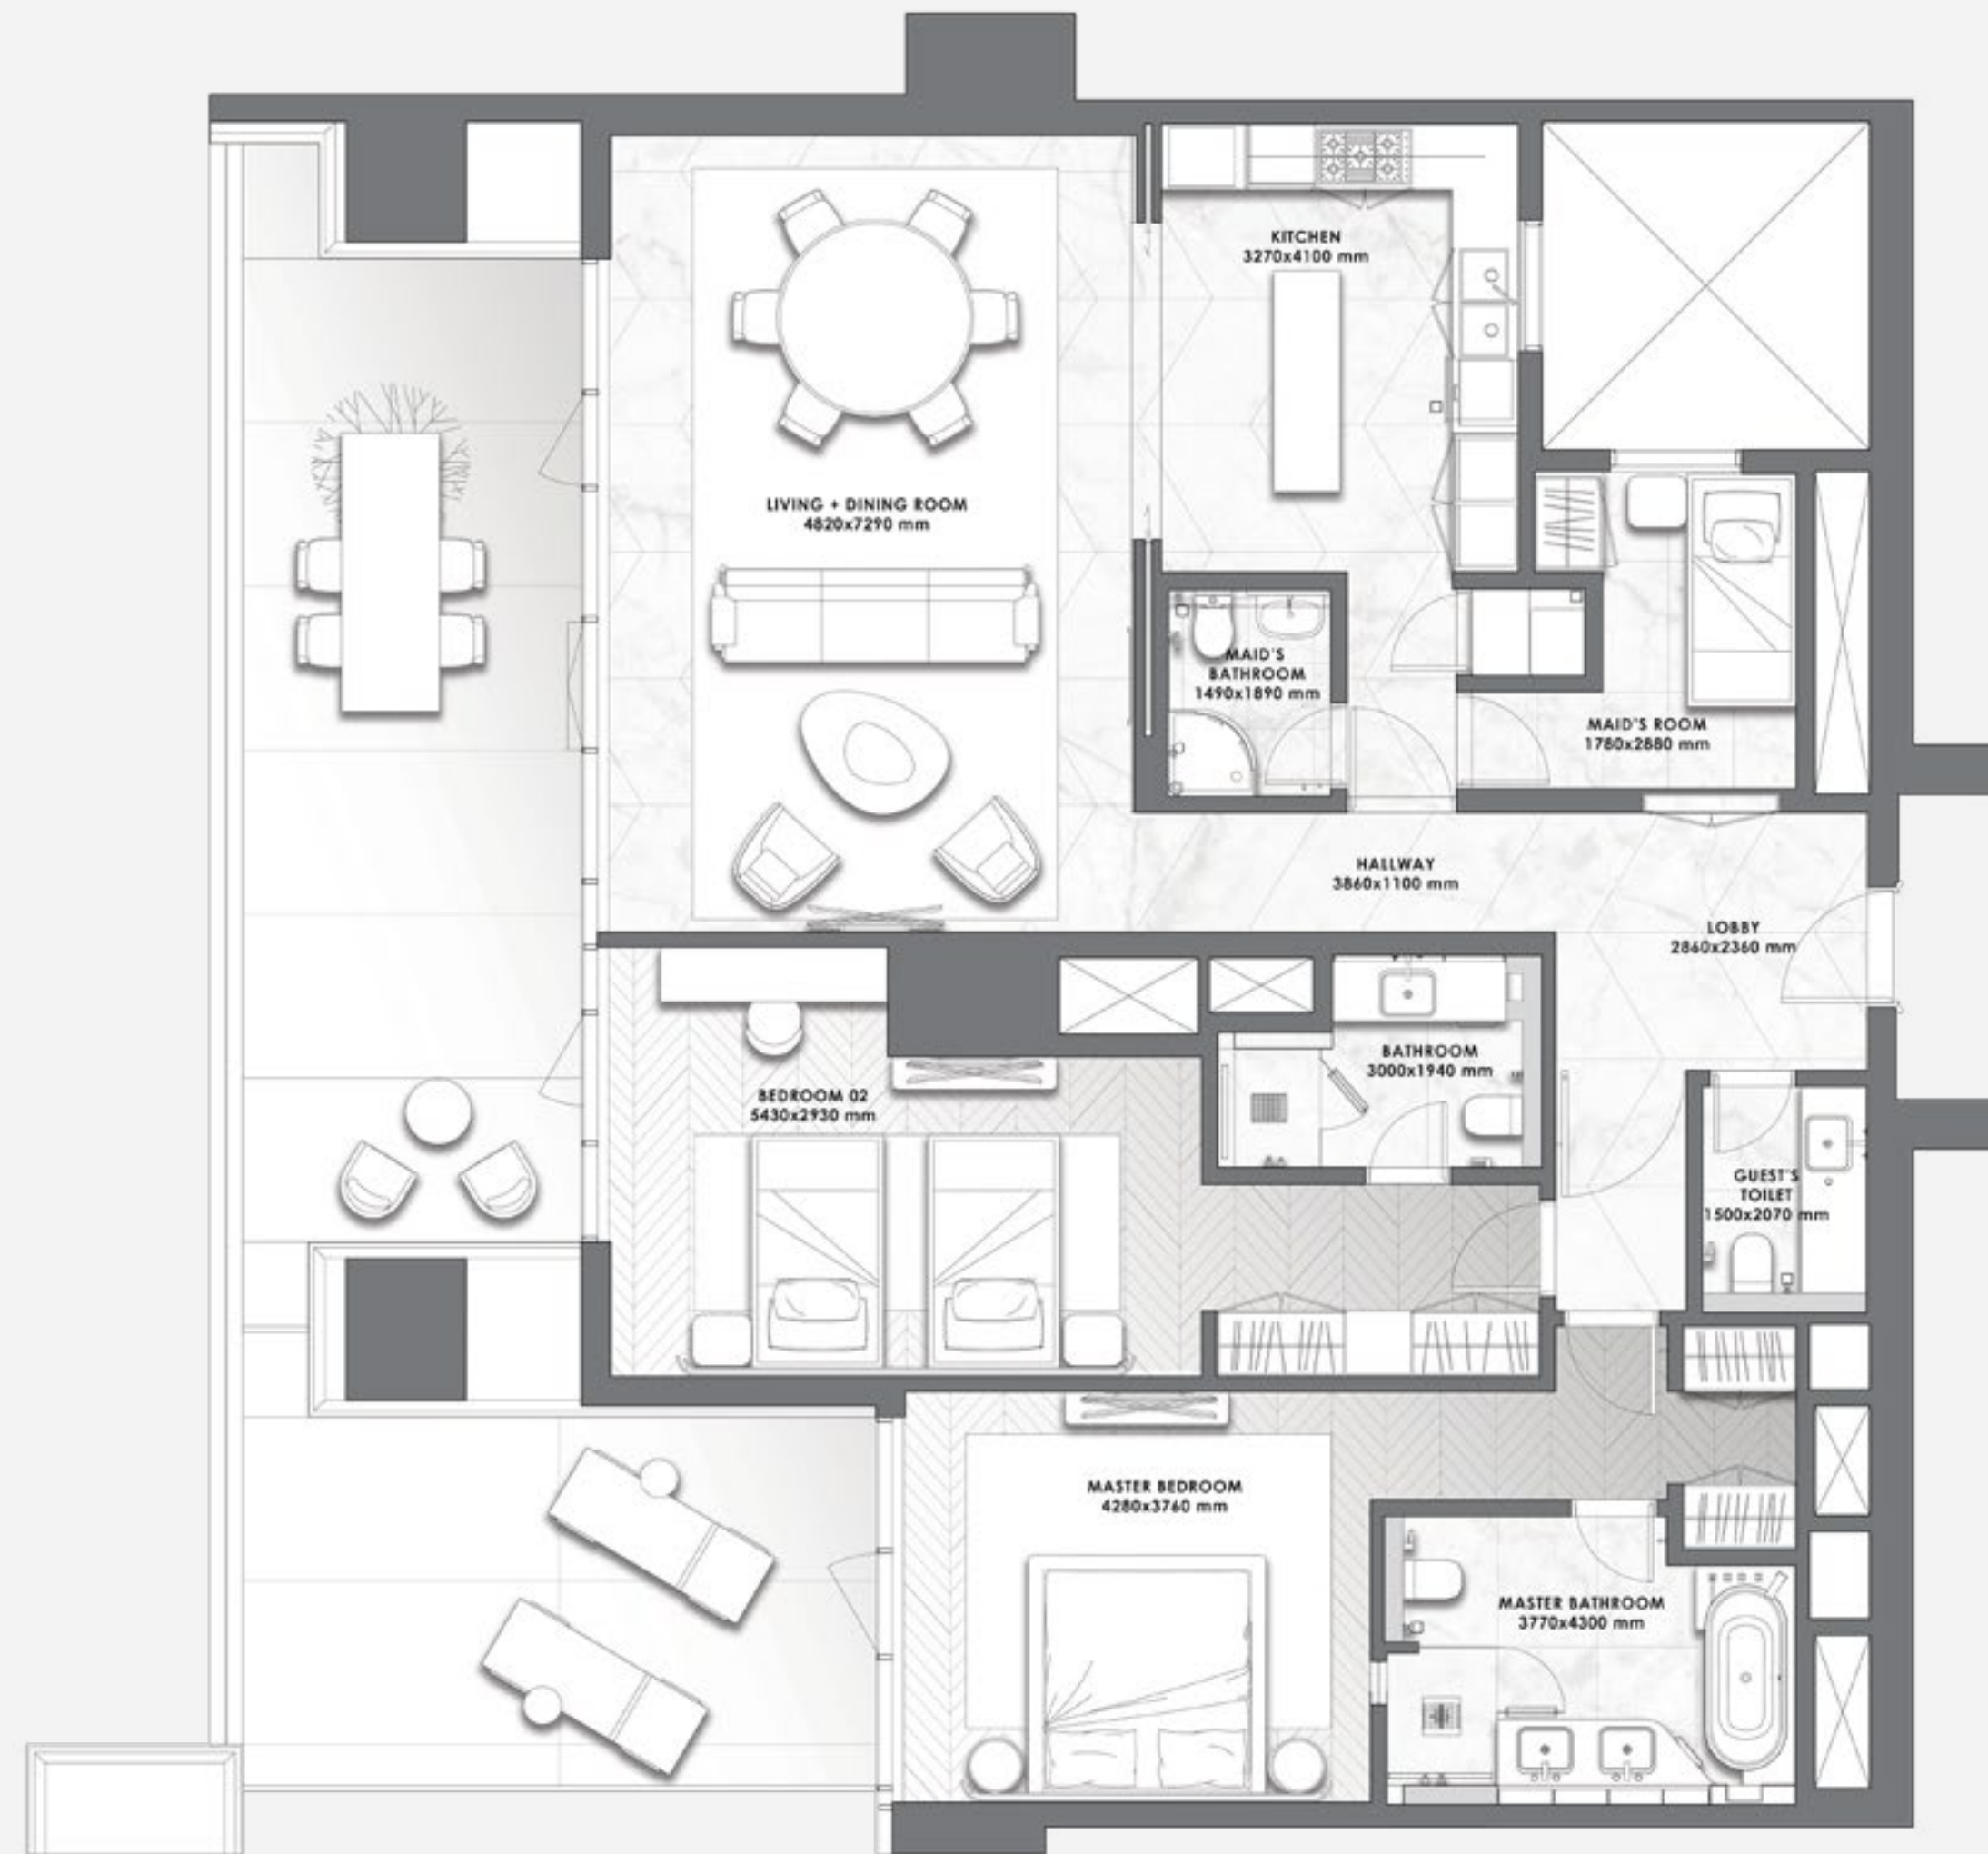 KITCHEN
3270x4100 mm
LIVING + DINING ROOM
4820x7290 mm
MAID'S
BATHROOM
1490x1890 mm
MAID'S ROOM
1780x2880 mm
HALLWAY
3860x1100 mm
LOBBY
2860x2360 mm
BATHROOM
3000x1940 mm
BEDROOM 02
5430x2930 mm
GUEST'S
TOILET
1500x2070 mm
MASTER BEDROOM
4280x3760 mm
MASTER BATHROOM
3770x4300 mm